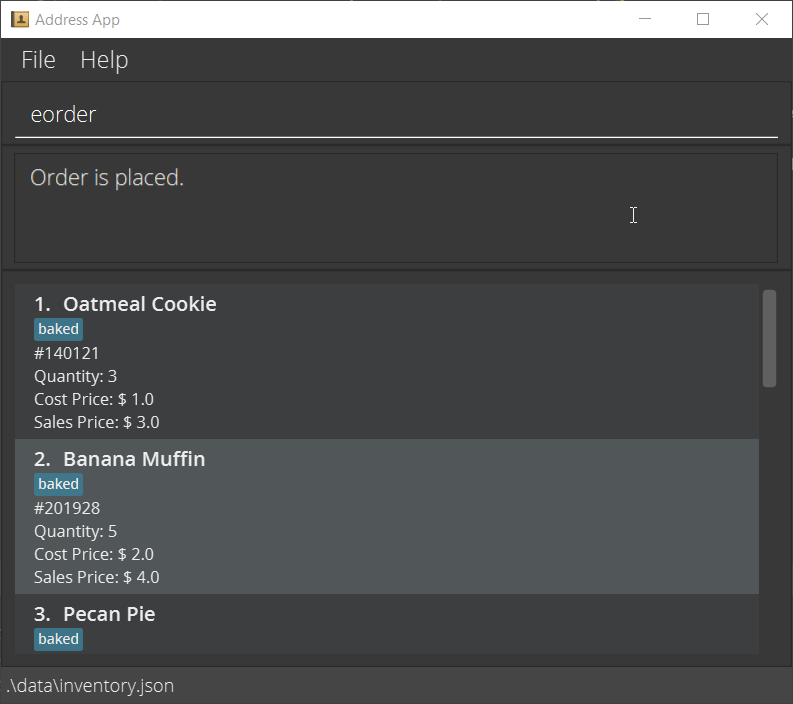 Address App
File Help
eorder
Order is placed.
1. Oatmeal Cookie
baked
#140121
Quantity: 3
Cost Price: $ 1.0
Sales Price: $ 3.0
2. Banana Muffin
baked
#201928
Quantity: 5
Cost Price: $ 2.0
Sales Price: $ 4.0
3. Pecan Pie
baked
.\data\inventory.json